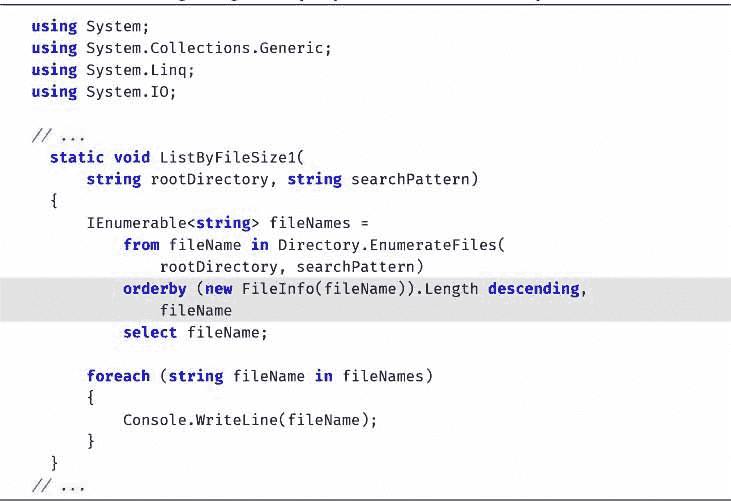 using System;
using System.Collections.Generic;
using System.Linq;
using System.IO;
// ...
static void ListByFileSize1(
string rootDirectory, string searchPattern)
{
IEnumerable<string> fileNames =
from fileName in Directory.EnumerateFiles(
rootDirectory, searchPattern)
orderby (new FileInfo(fileName)).Length descending,
fileName
select fileName;
foreach (string fileName in fileNames)
{
Console.WriteLine(fileName);
}
}
// ...